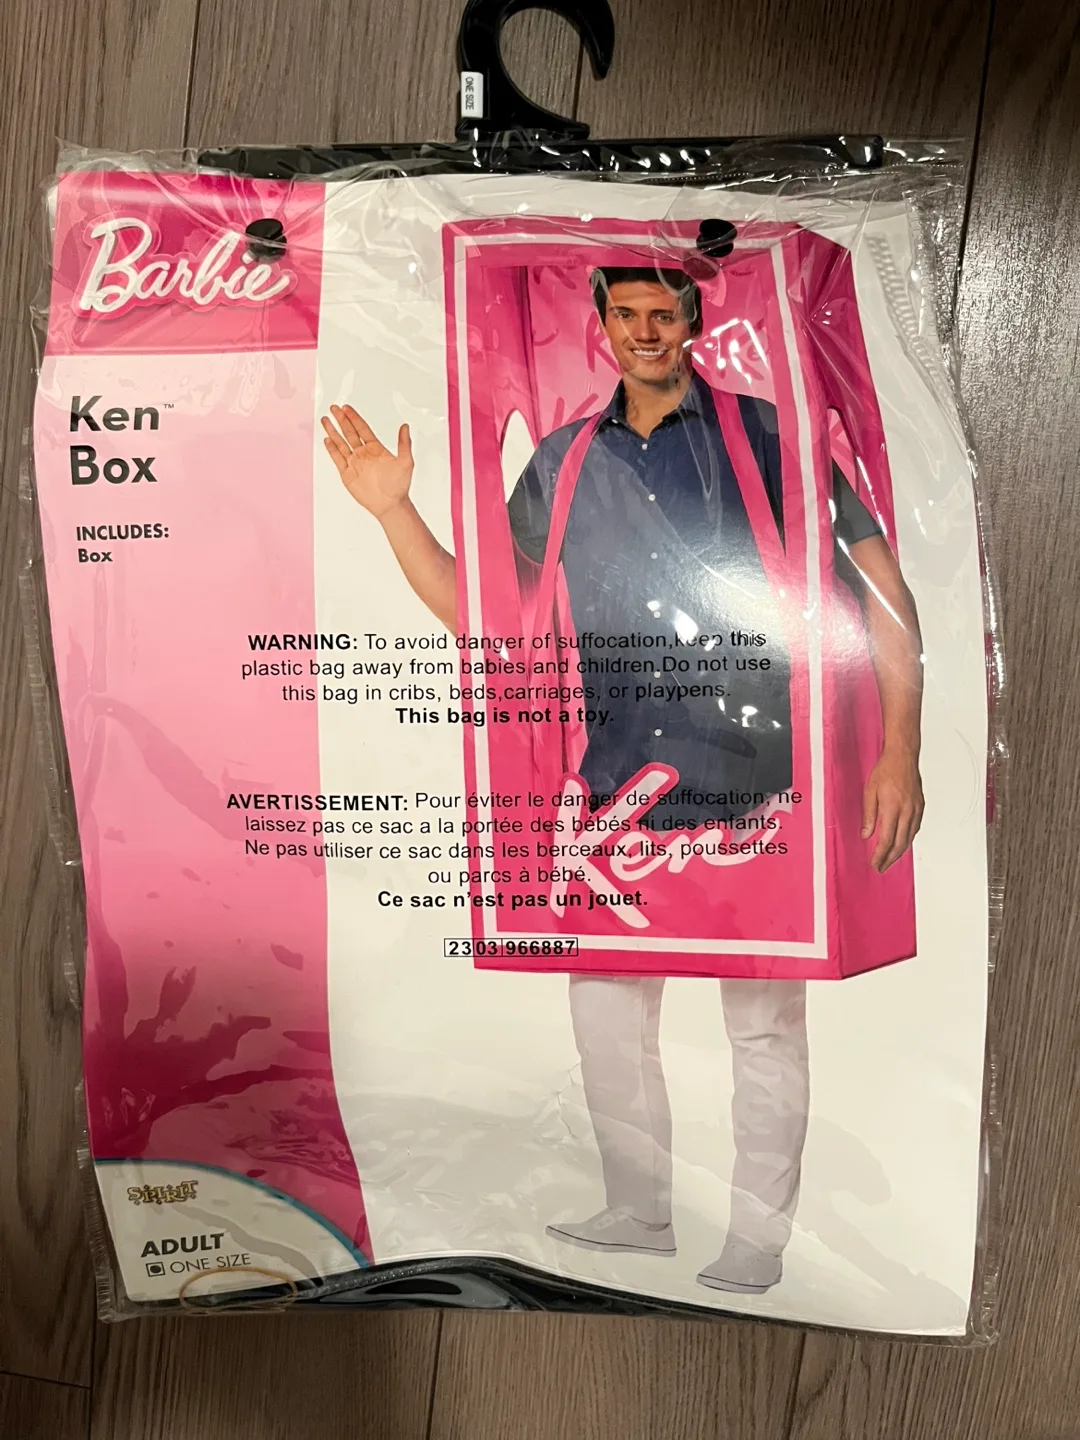 ONE SIZE
Barbie
Ken™
Box
INCLUDES:
Box
WARNING: To avoid danger of suffocation,keep this
plastic bag away from babies and children.Do not use
this bag in cribs, beds,carriages, or playpens.
This bag is not a toy.
Ken
AVERTISSEMENT: Pour éviter le danger de suffocation, ne
laissez pas ce sac a la portée des bébés ni des enfants.
Ne pas utiliser ce sac dans les berceaux, lits, poussettes
ou parcs à bébé.
Ce sac n'est pas un jouet.
23 03 966887
SPIRIT
ADULT
ONE SIZE